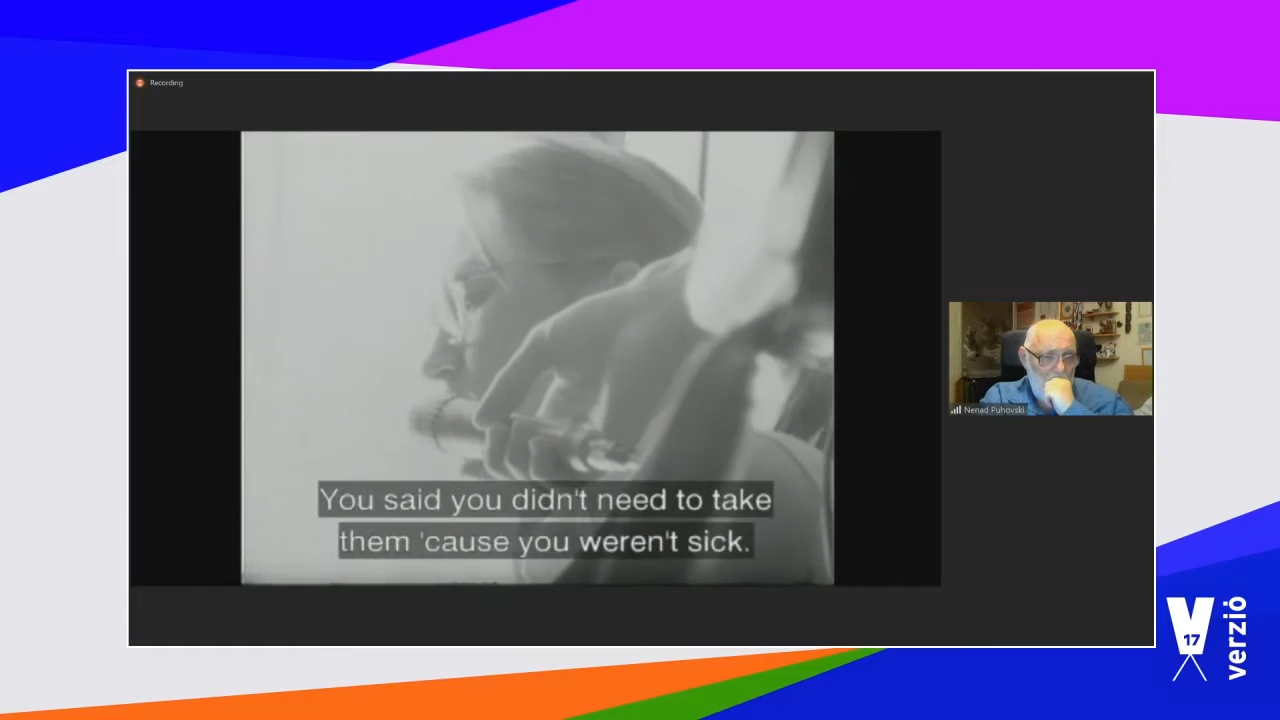 Recording
You said you didn't need to take
them 'cause you weren't sick.
Nenad Puhovski
17
verzió